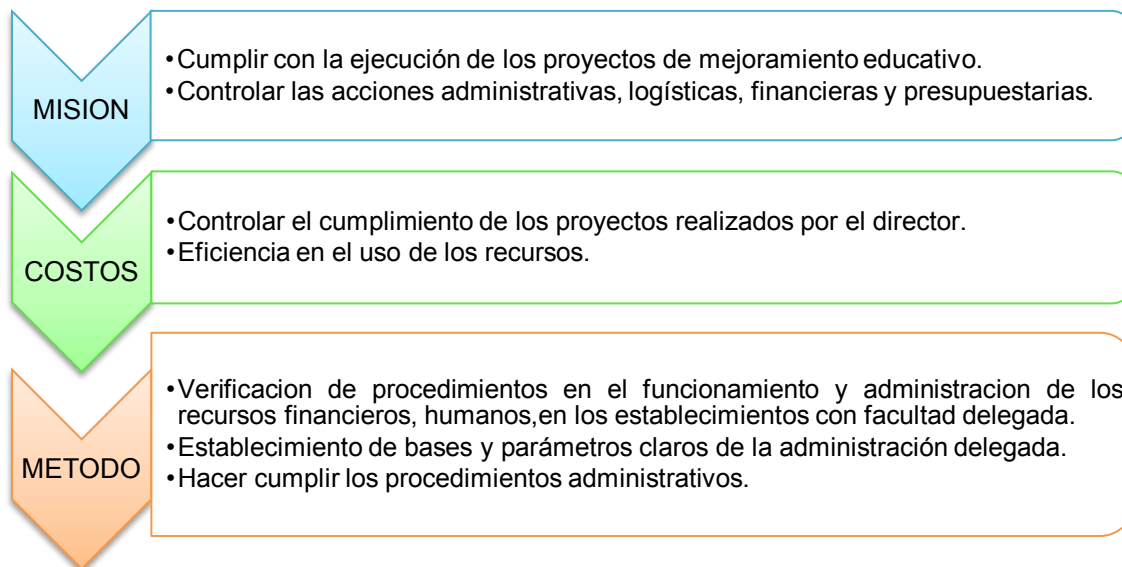 MISION
•Cumplir con la ejecución de los proyectos de mejoramiento educativo.
•Controlar las acciones administrativas, logísticas, financieras y presupuestarias.
COSTOS
•Controlar el cumplimiento de los proyectos realizados por el director.
•Eficiencia en el uso de los recursos.
METODO
•Verificacion de procedimientos en el funcionamiento y administracion de los
recursos financieros, humanos,en los establecimientos con facultad delegada.
•Establecimiento de bases y parámetros claros de la administración delegada.
•Hacer cumplir los procedimientos administrativos.